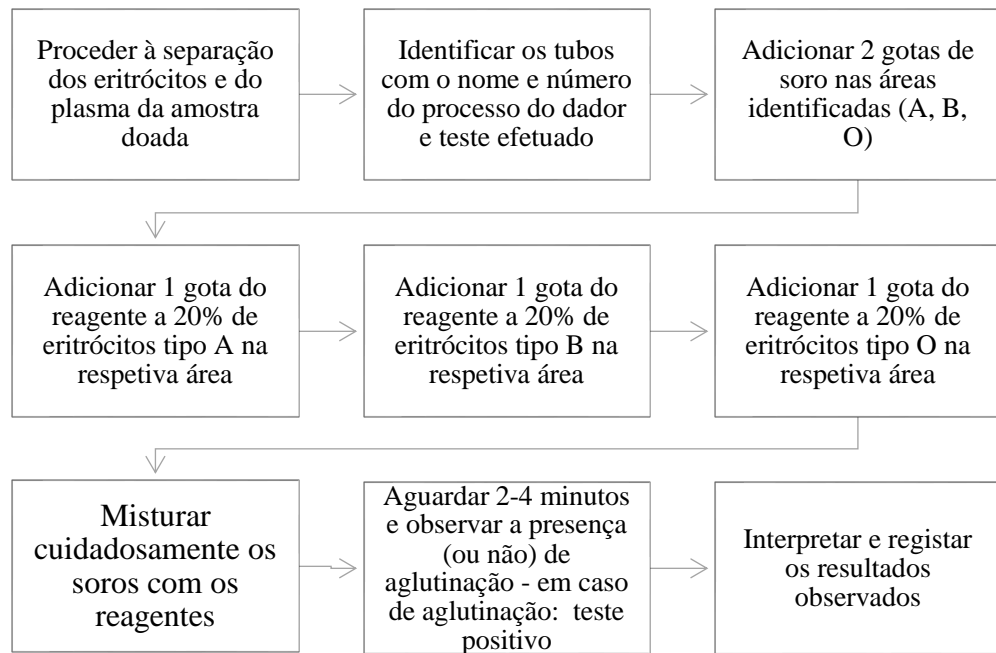 Proceder à separação
dos eritrócitos e do
plasma da amostra
doada
Identificar os tubos
com o nome e número
do processo do dador
e teste efetuado
Adicionar 2 gotas de
soro nas áreas
identificadas (A, B,
O)
Adicionar 1 gota do
reagente a 20% de
eritrócitos tipo A na
respetiva área
Adicionar 1 gota do
reagente a 20% de
eritrócitos tipo B na
respetiva área
Adicionar 1 gota do
reagente a 20% de
eritrócitos tipo O na
respetiva área
Misturar
cuidadosamente os
soros com os
reagentes
Aguardar 2-4 minutos
e observar a presença
(ou não) de
aglutinação - em caso
de aglutinação: teste
positivo
Interpretar e registar
os resultados
observados